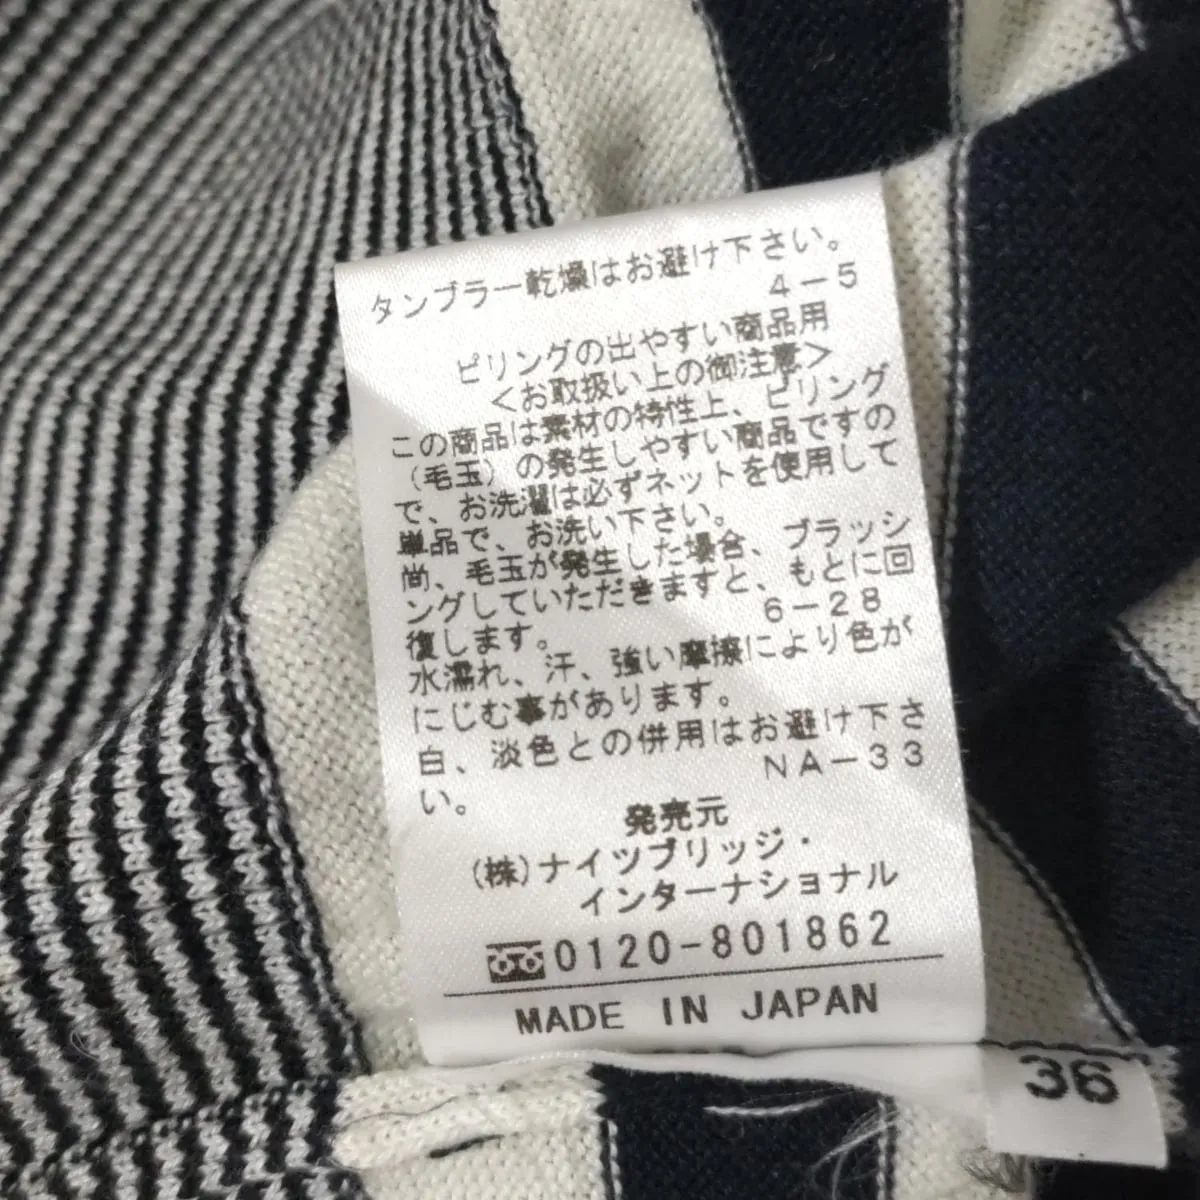 タンブラー乾燥はお避け下さい。
4-5
ピリングの出やすい商品用
<お取扱い上の御注意>
この商品は素材の特性上、ピリング
(毛玉)の発生しやすい商品ですの
で、お洗濯は必ずネットを使用して
単品で、お洗い下さい。
尚、毛玉が発生した場合、ブラッシ
ングしていただきますと、もとに回
復します。
6-28
水濡れ、汗、強い摩擦により色が
にじむ事があります。
白、淡色との併用はお避け下さ
い。
NA-33
発売元
(株)ナイツブリッジ・
インターナショナル
0120-801862
MADE IN JAPAN
36